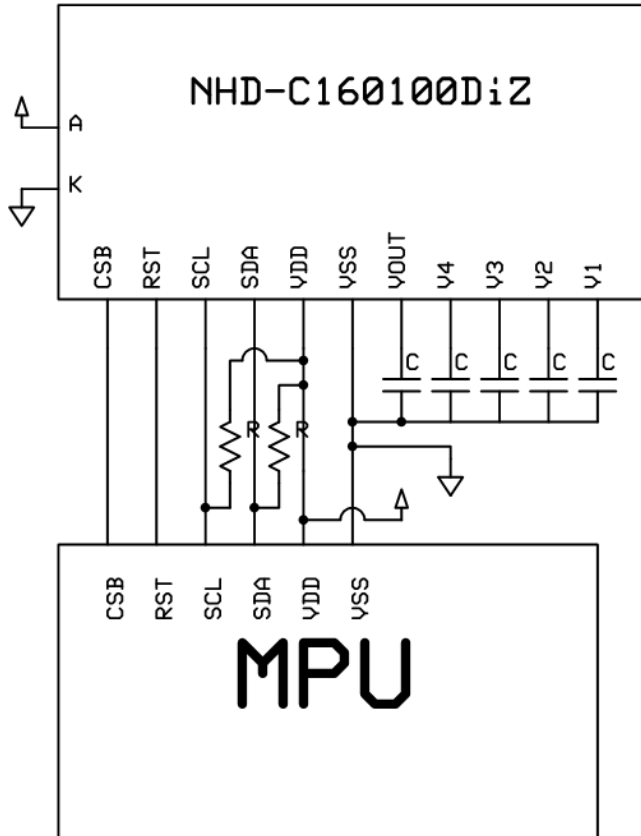 NHD-C160100DiZ
A
K
CSB RST SCL SDA VDD VSS VOUT V4 V3 V2 V1
C C C C C
R R
CSB RST SCL SDA VDD VSS
MPU